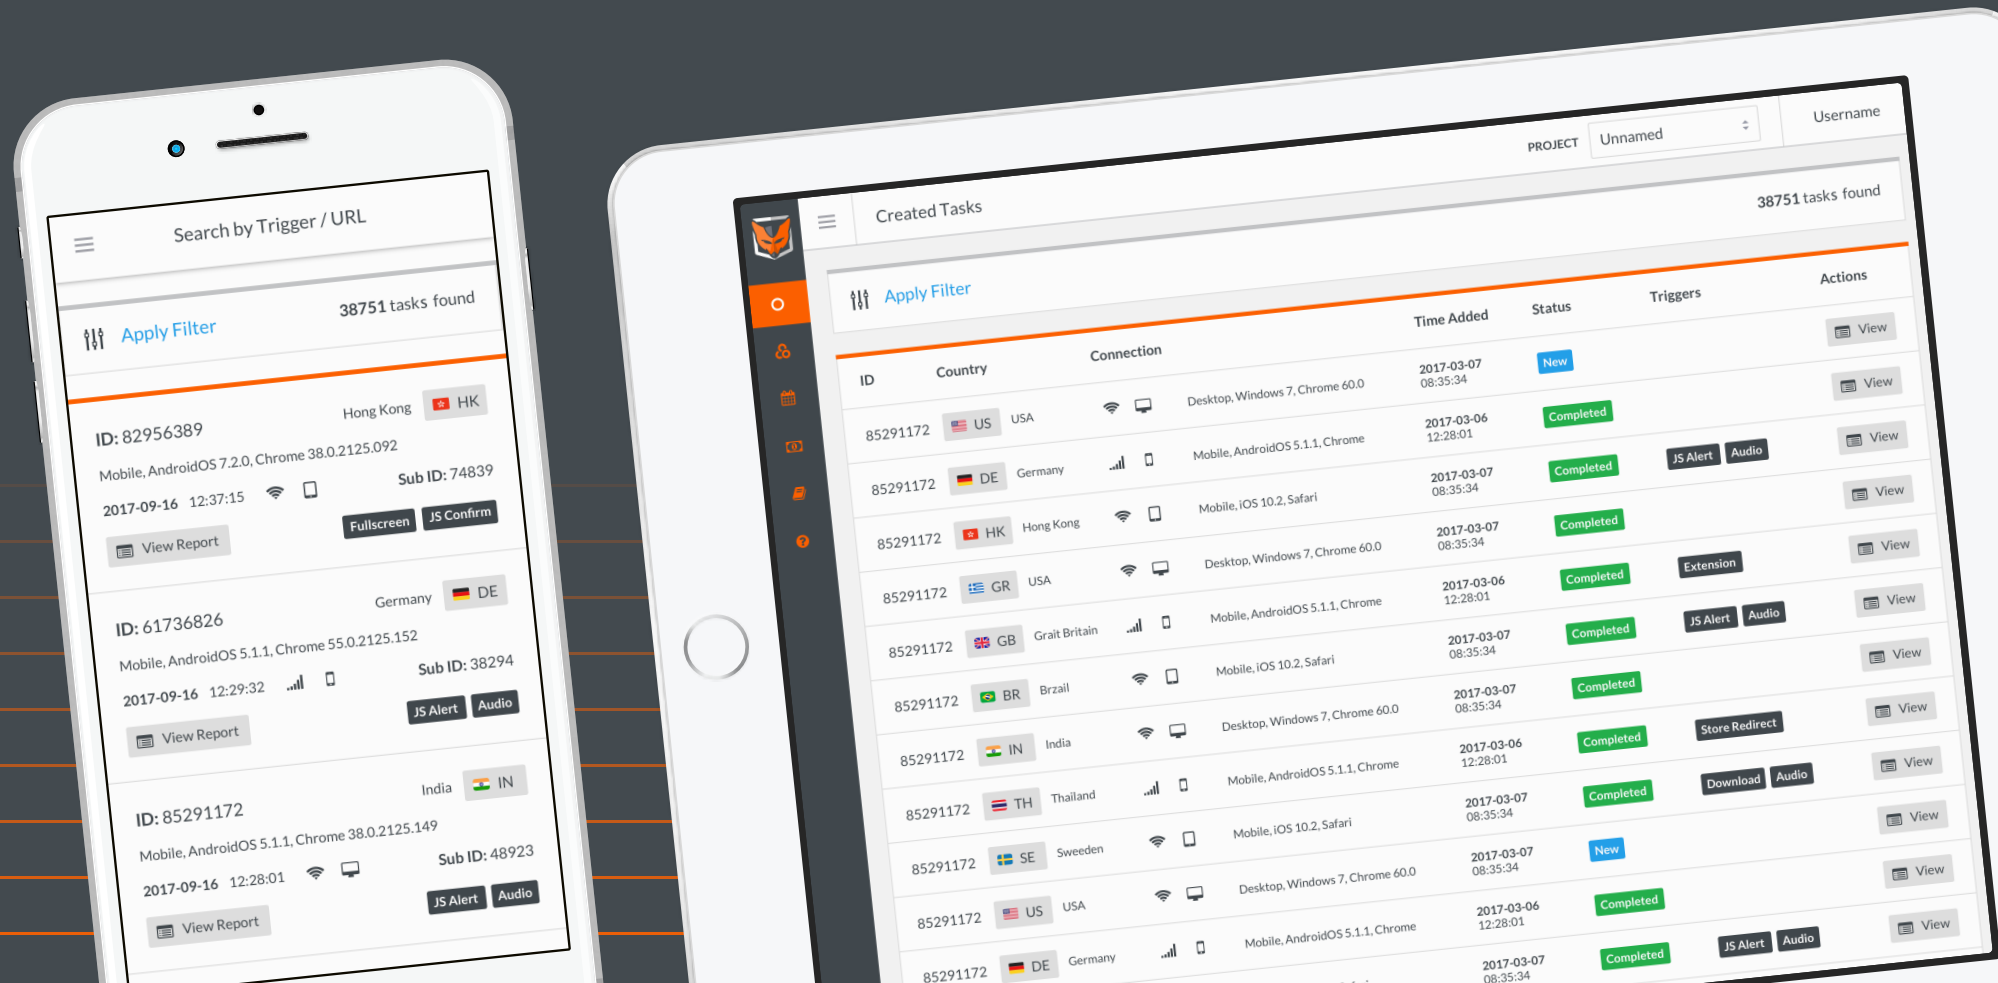 Search by Trigger / URL
Apply Filter
38751 tasks found
Hong Kong HK
ID: 82956389
Mobile, AndroidOS 7.2.0, Chrome 38.0.2125.092
2017-09-16 12:37:15 Sub ID: 74839
View Report Fullscreen JS Confirm
Germany DE
ID: 61736826
Mobile, AndroidOS 5.1.1, Chrome 55.0.2125.152
2017-09-16 12:29:32 Sub ID: 38294
View Report JS Alert Audio
India IN
ID: 85291172
Mobile, AndroidOS 5.1.1, Chrome 38.0.2125.149
2017-09-16 12:28:01 Sub ID: 48923
View Report JS Alert Audio
Created Tasks PROJECT Unnamed Username
Apply Filter 38751 tasks found
ID Country Connection Time Added Status Triggers Actions
85291172 US USA Desktop, Windows 7, Chrome 60.0 2017-03-07 New View
08:35:34
85291172 DE Germany Mobile, AndroidOS 5.1.1, Chrome 2017-03-06 Completed View
12:28:01
85291172 HK Hong Kong Mobile, iOS 10.2, Safari 2017-03-07 Completed JS Alert Audio View
08:35:34
85291172 GR USA Desktop, Windows 7, Chrome 60.0 2017-03-07 Completed View
08:35:34
85291172 GB Grait Britain Mobile, AndroidOS 5.1.1, Chrome 2017-03-06 Completed Extension View
12:28:01
85291172 BR Brzail Mobile, iOS 10.2, Safari 2017-03-07 Completed JS Alert Audio View
08:35:34
85291172 IN India Desktop, Windows 7, Chrome 60.0 2017-03-07 Completed View
08:35:34
85291172 TH Thailand Mobile, AndroidOS 5.1.1, Chrome 2017-03-06 Completed Store Redirect View
12:28:01
85291172 SE Sweeden Mobile, iOS 10.2, Safari 2017-03-07 Completed Download Audio View
08:35:34
85291172 US USA Desktop, Windows 7, Chrome 60.0 2017-03-07 New View
08:35:34
85291172 DE Germany Mobile, AndroidOS 5.1.1, Chrome 2017-03-06 Completed View
12:28:01
2017-03-07 Completed JS Alert Audio View
08:35:34